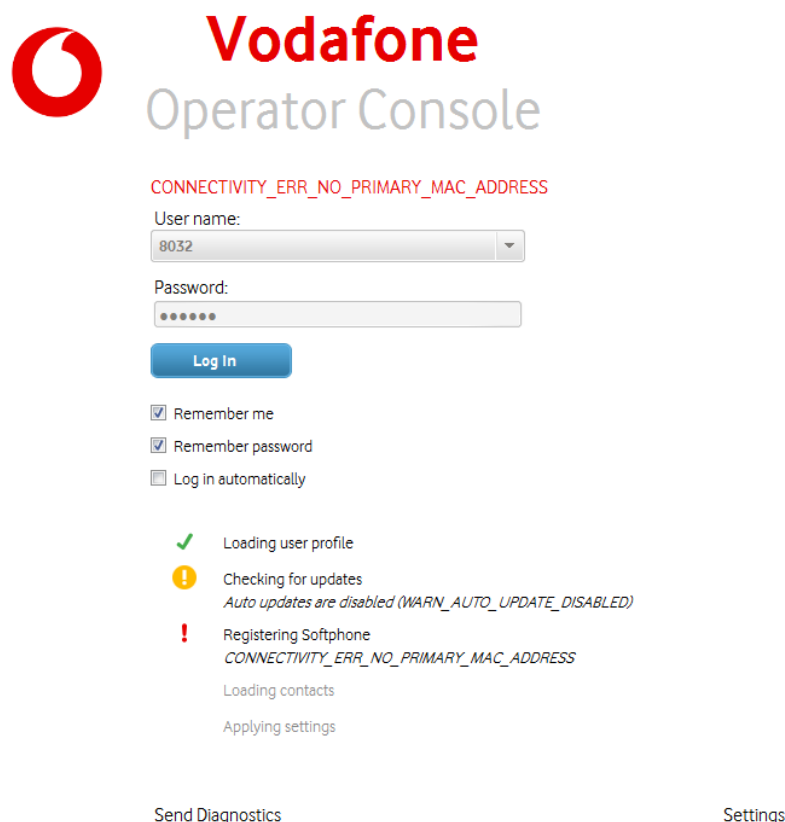 Vodafone
Operator Console
CONNECTIVITY_ERR_NO_PRIMARY_MAC_ADDRESS
User name:
8032
Password:
••••••
Log In
Remember me
Remember password
Log in automatically
Loading user profile
Checking for updates
Auto updates are disabled (WARN_AUTO_UPDATE_DISABLED)
Registering Softphone
CONNECTIVITY_ERR_NO_PRIMARY_MAC_ADDRESS
Loading contacts
Applying settings
Send Diagnostics Settings